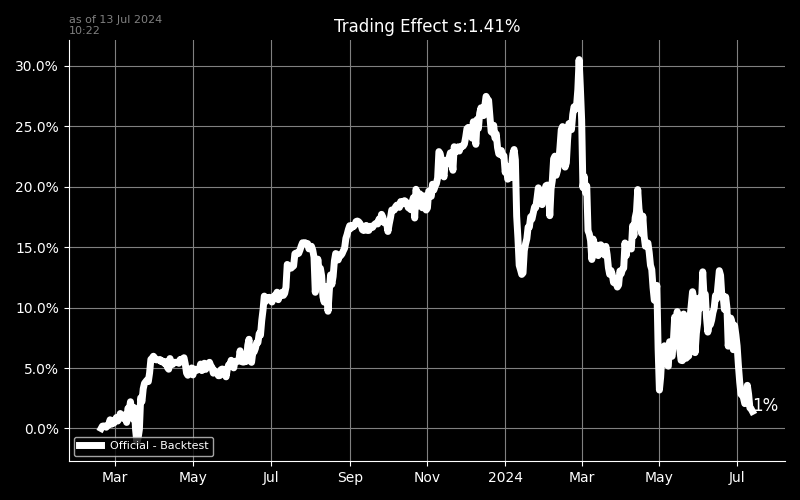 as of 13 Jul 2024
10:22
Trading Effect s:1.41%
30.0%
25.0%
20.0%
15.0%
10.0%
5.0%
0.0%
1%
Official - Backtest
Mar May Jul Sep Nov 2024 Mar May Jul